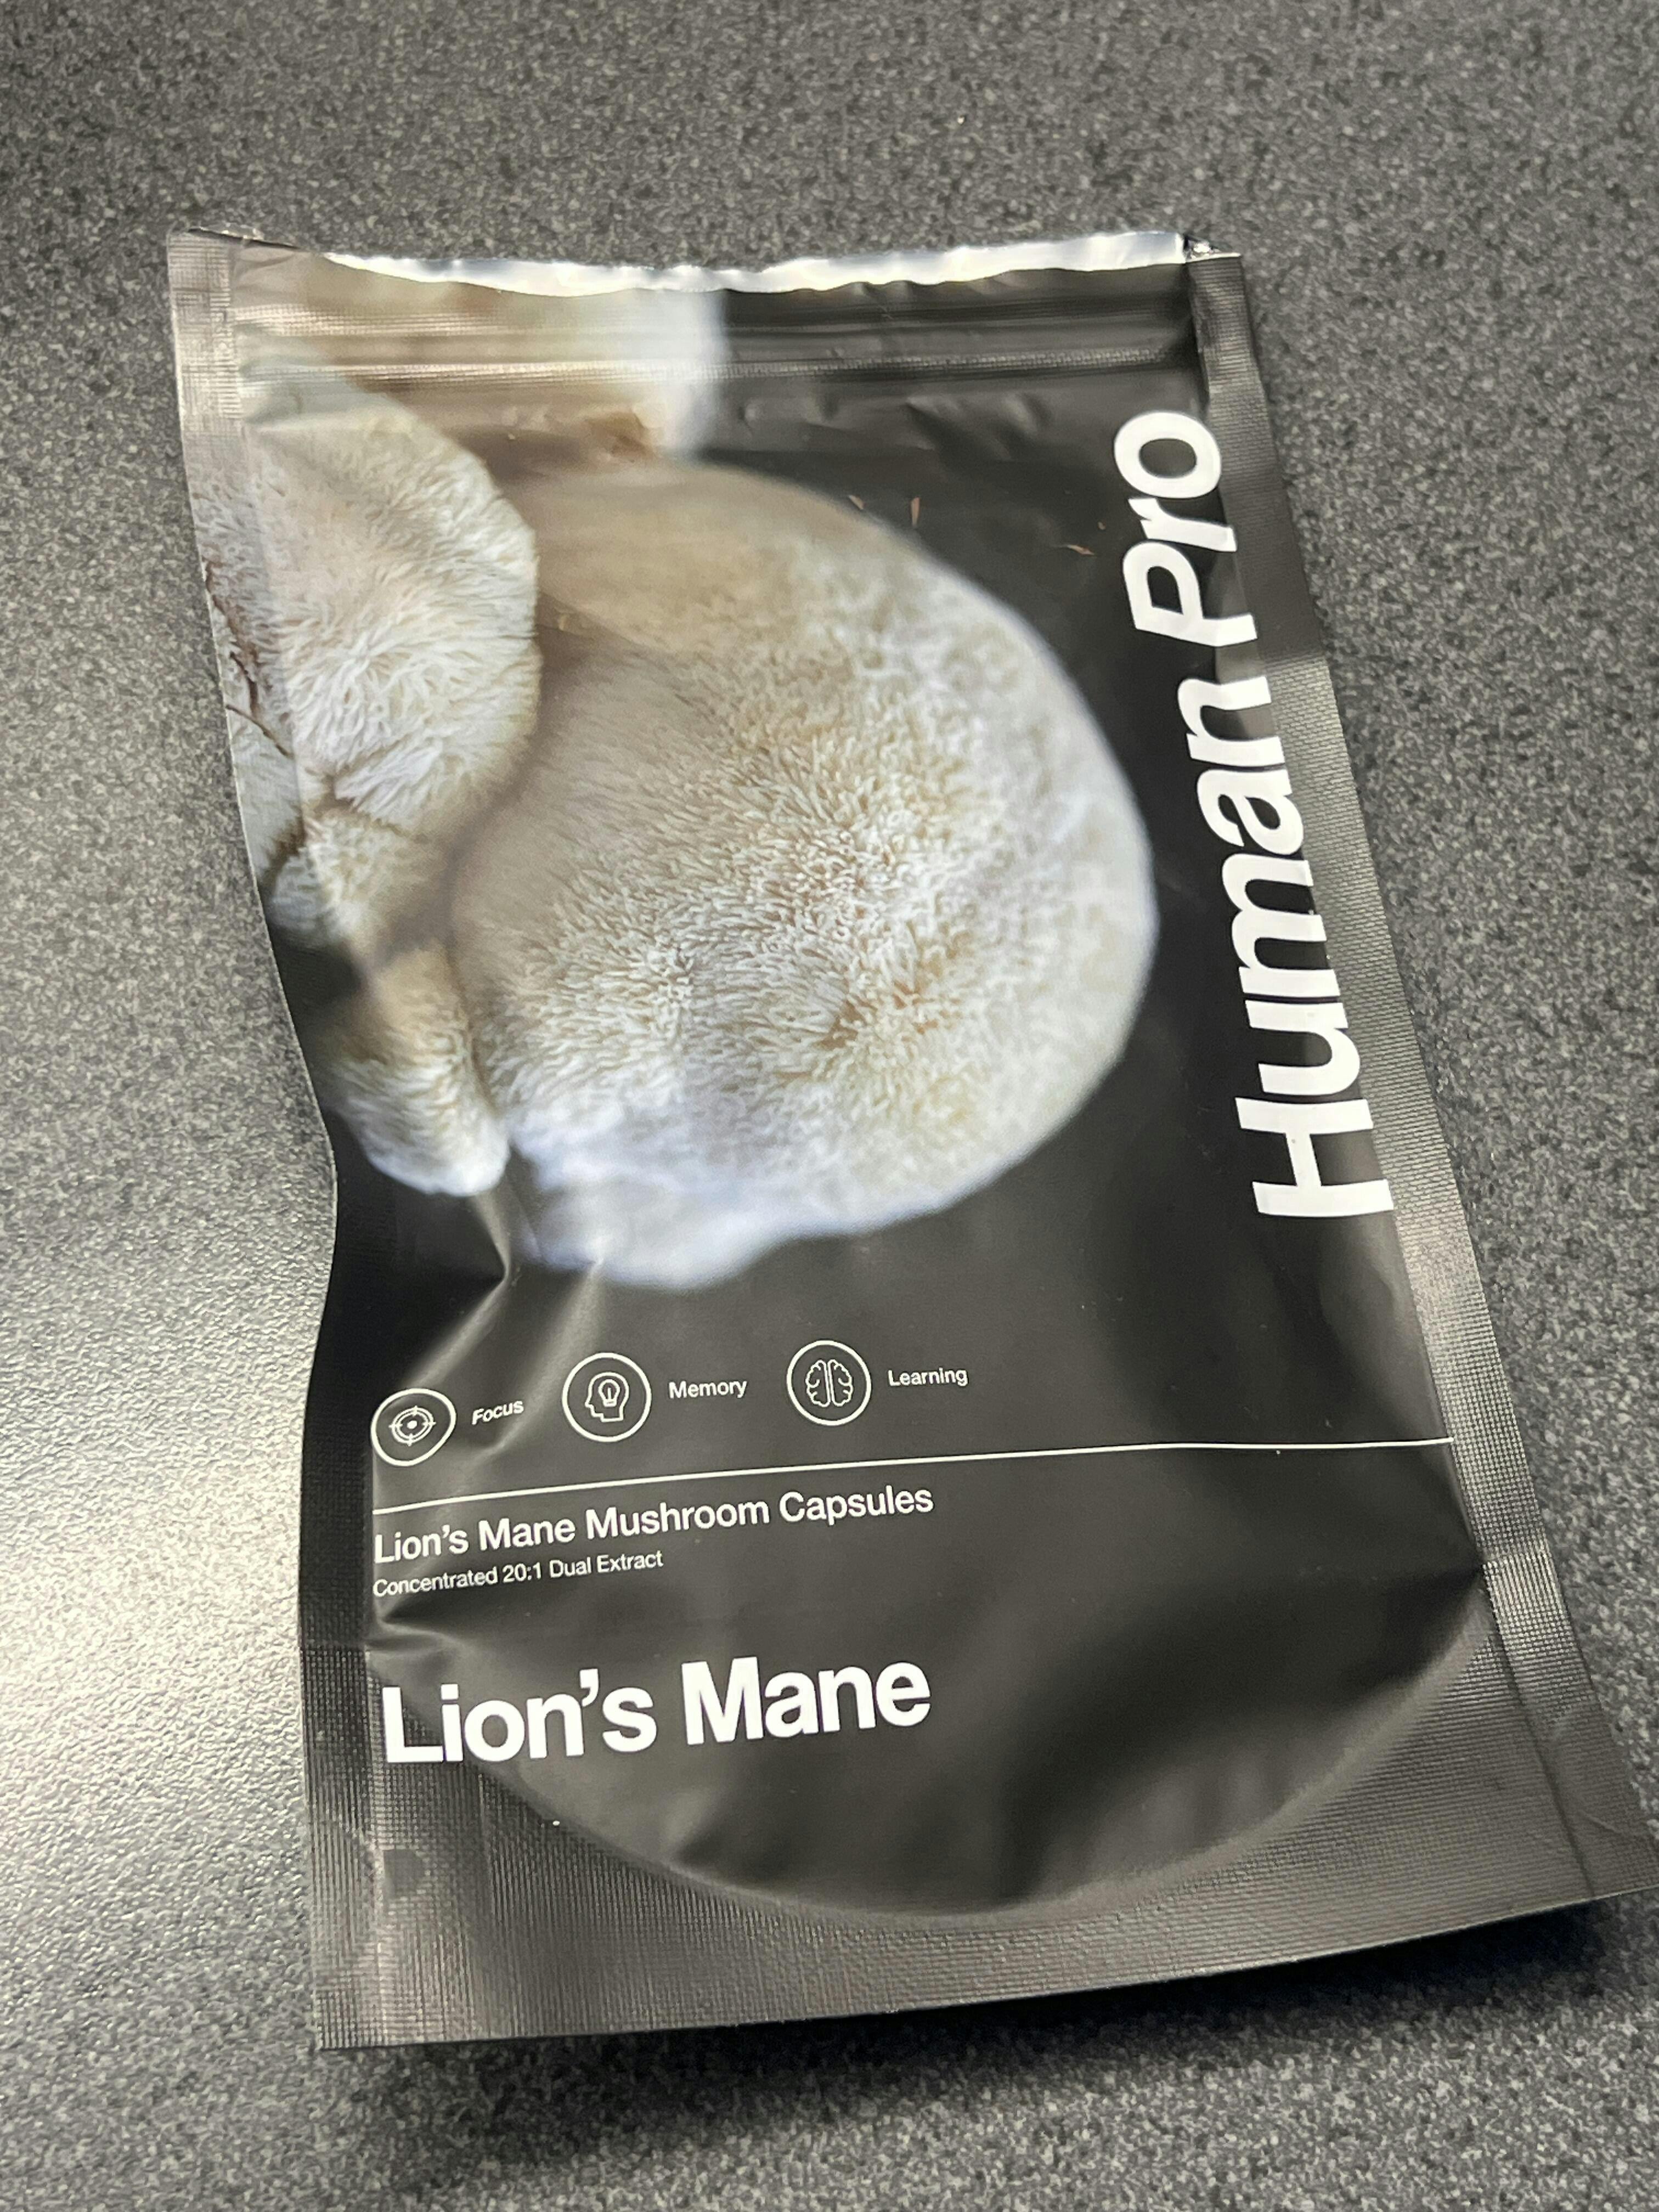 Human Pro
Focus
Memory
Learning
Lion's Mane Mushroom Capsules
Concentrated 20:1 Dual Extract
Lion's Mane